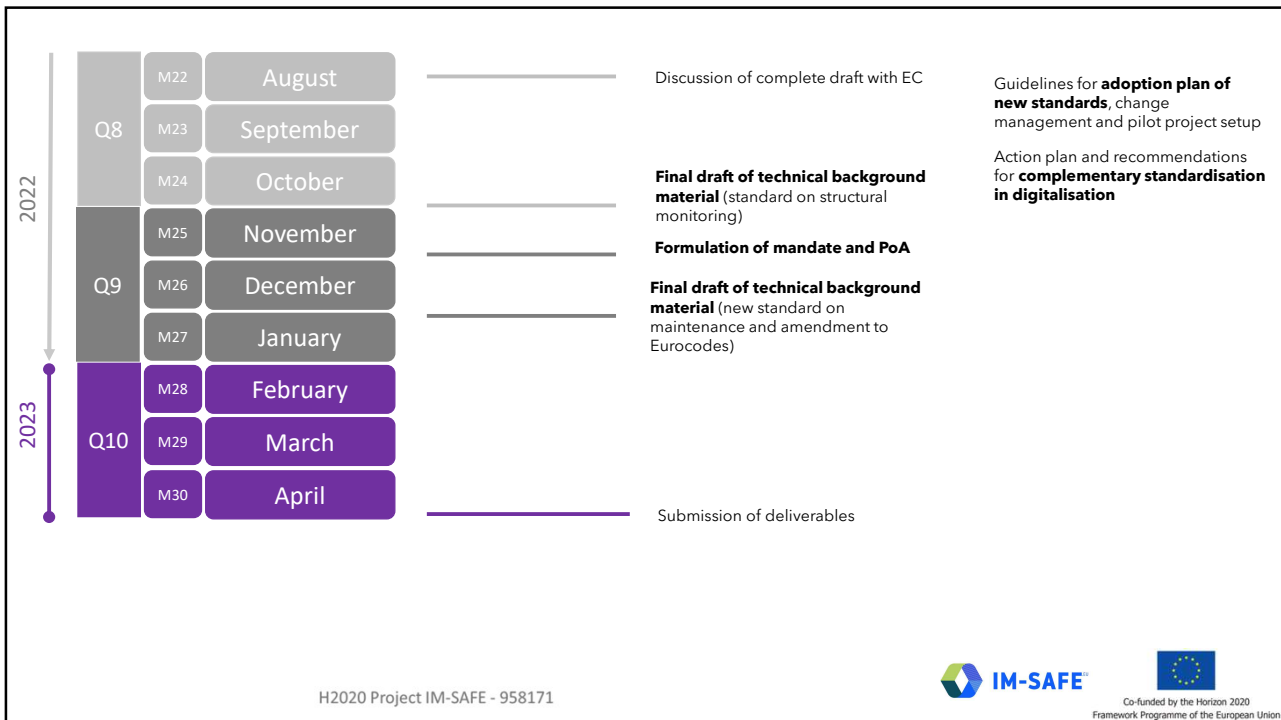 2022
2023
Q8
M22
August
M23
September
M24
October
Q9
M25
November
M26
December
M27
January
Q10
M28
February
M29
March
M30
April
Discussion of complete draft with EC
Final draft of technical background
material (standard on structural
monitoring)
Formulation of mandate and PoA
Final draft of technical background
material (new standard on
maintenance and amendment to
Eurocodes)
Submission of deliverables
Guidelines for adoption plan of
new standards, change
management and pilot project setup
Action plan and recommendations
for complementary standardisation
in digitalisation
H2020 Project IM-SAFE - 958171
IM-SAFE EU
Co-funded by the Horizon 2020
Framework Programme of the European Union